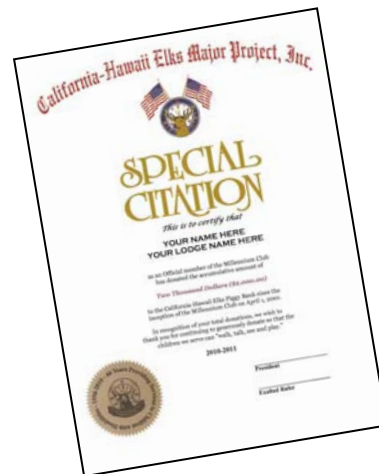 California-Hawaii Elks Major Project, Inc.
SPECIAL
CITATION
This is to certify that
YOUR NAME HERE
YOUR LODGE NAME HERE
as an Official member of the Millennium Club
has donated the accumulative amount of
Two Thousand Dollars ($2,000.00)
to the California Hawaii Elks Piggy Bank since the
inception of the Millennium Club on April 1, 2001.
In recognition of your total donations, we wish to
thank you for continuing to generously donate so that the
children we serve can "walk, talk, see and play."
2010-2011
President
Exalted Ruler